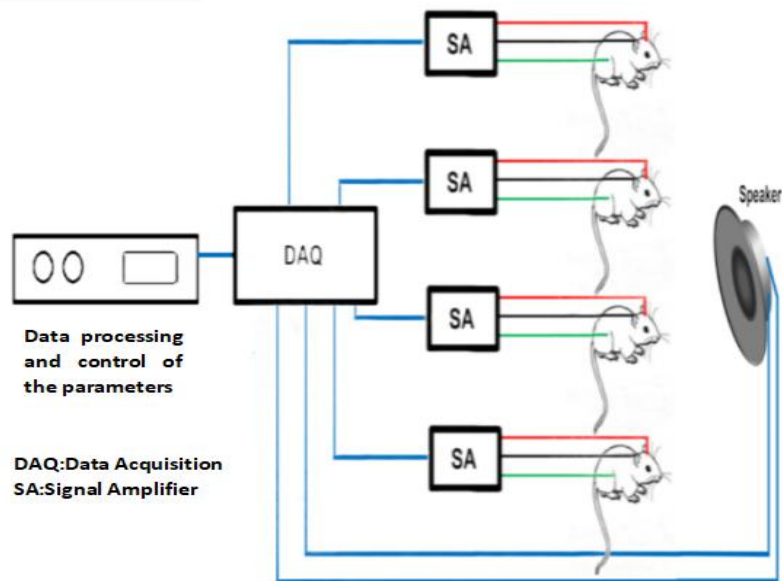 SA
SA
Speaker
DAQ
SA
Data processing
and control of
the parameters
SA
DAQ:Data Acquisition
SA:Signal Amplifier